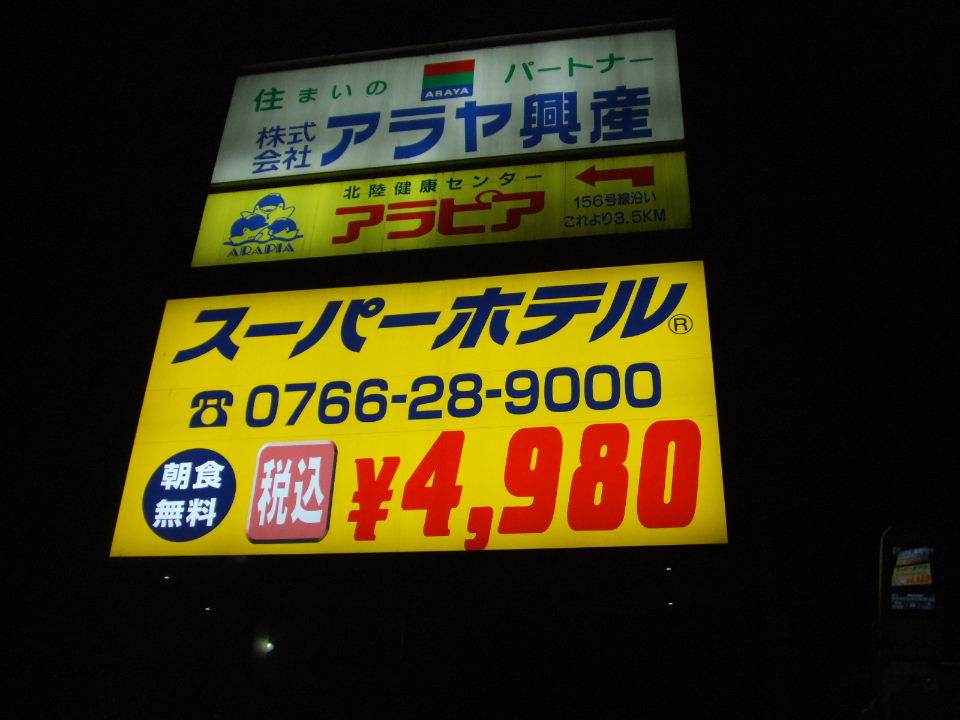 住まいの パートナー
ARAYA
株式会社 アラヤ興産
北陸健康センター
アラピア
ARAPIA
156号線沿い
これより3.5KM
スーパーホテル®
☎0766-28-9000
朝食無料
税込 ¥4,980